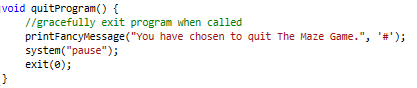 void quitProgram() {
    //gracefully exit program when called
    printFancyMessage("You have chosen to quit The Maze Game.", '#');
    system("pause");
    exit(0);
}